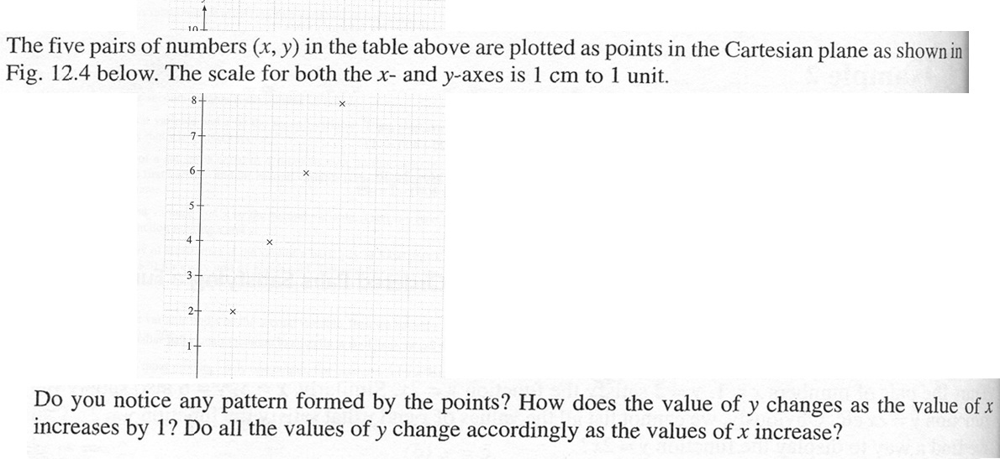 10
The five pairs of numbers (x, y) in the table above are plotted as points in the Cartesian plane as shown in
Fig. 12.4 below. The scale for both the x- and y-axes is 1 cm to 1 unit.
8
7
6
5
4
3
2
1
Do you notice any pattern formed by the points? How does the value of y changes as the value of x
increases by 1? Do all the values of y change accordingly as the values of x increase?